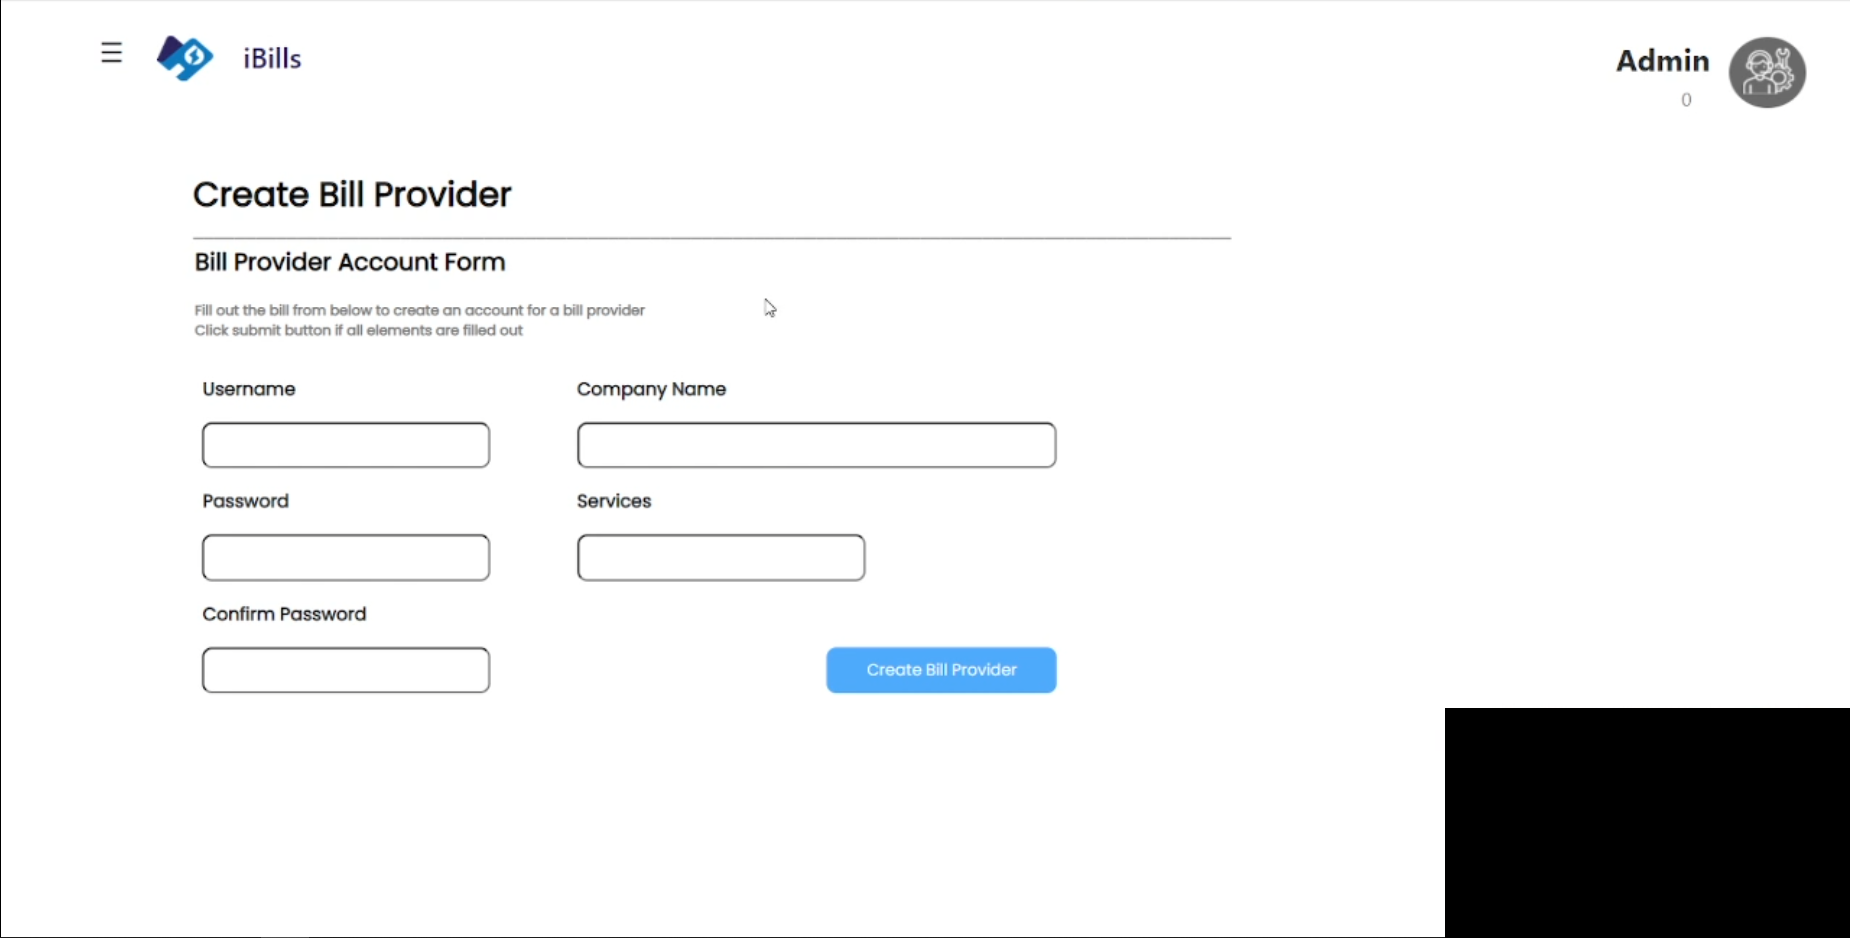 iBills
Admin
0
Create Bill Provider
Bill Provider Account Form
Fill out the bill from below to create an account for a bill provider
Click submit button if all elements are filled out
Username
Company Name
Password
Services
Confirm Password
Create Bill Provider